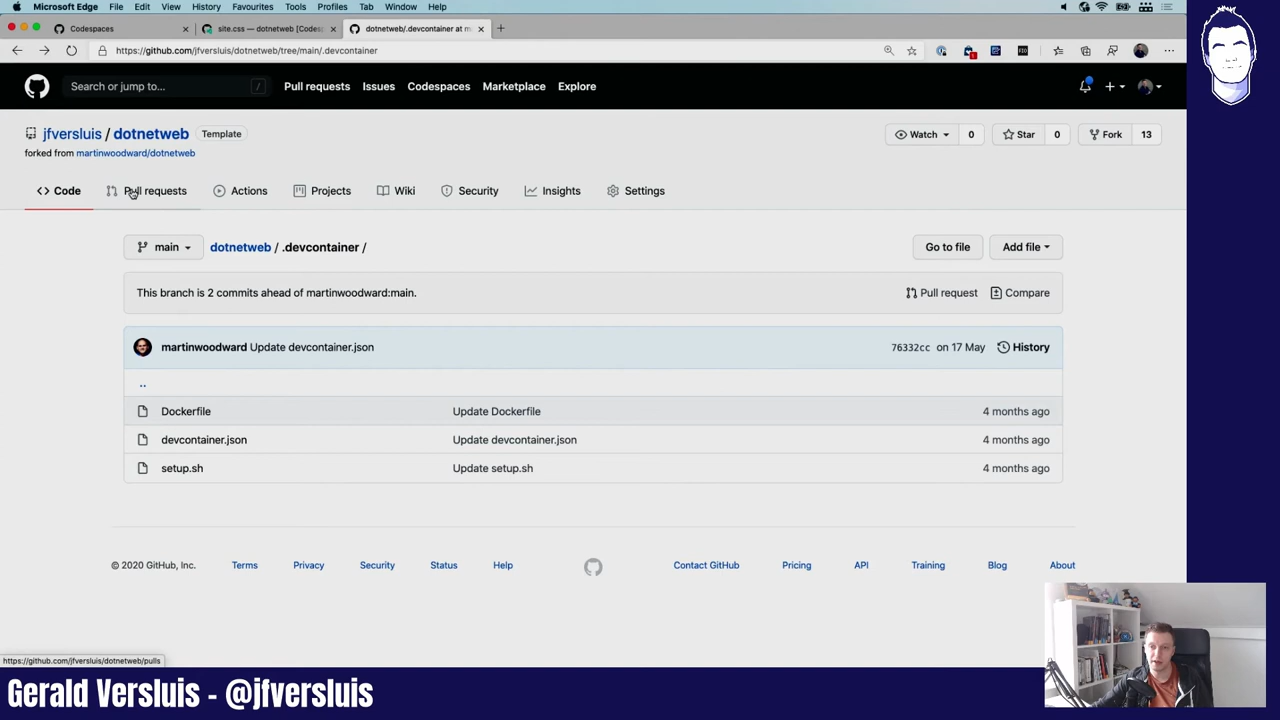 Microsoft Edge File Edit View History Favourites Tools Profiles Tab Window Help
Codespaces
site.css — dotnetweb [Codes
dotnetweb/.devcontainer at m
https://github.com/jfversluis/dotnetweb/tree/main/.devcontainer
Search or jump to... /
Pull requests Issues Codespaces Marketplace Explore
jfversluis / dotnetweb Template
Watch 0 Star 0 Fork 13
forked from martinwoodward/dotnetweb
<> Code Pull requests Actions Projects Wiki Security Insights Settings
main dotnetweb / .devcontainer / Go to file Add file
This branch is 2 commits ahead of martinwoodward:main. Pull request Compare
martinwoodward Update devcontainer.json 76332cc on 17 May History
..
Dockerfile Update Dockerfile 4 months ago
devcontainer.json Update devcontainer.json 4 months ago
setup.sh Update setup.sh 4 months ago
© 2020 GitHub, Inc. Terms Privacy Security Status Help Contact GitHub Pricing API Training Blog About
https://github.com/jfversluis/dotnetweb/pulls
Gerald Versluis - @jfversluis